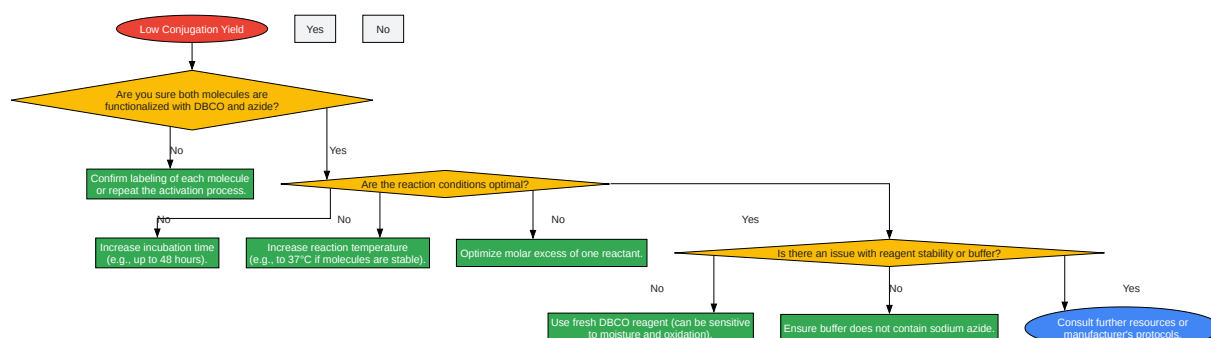 Low Conjugation Yield
Yes
No
Are you sure both molecules are
functionalized with DBCO and azide?
No
Yes
Confirm labeling of each molecule
or repeat the activation process.
Are the reaction conditions optimal?
No
No
No
Yes
Increase incubation time
(e.g., up to 48 hours).
Increase reaction temperature
(e.g., to 37°C if molecules are stable).
Optimize molar excess of one reactant.
Is there an issue with reagent stability or buffer?
No
No
Yes
Use fresh DBCO reagent (can be sensitive
to moisture and oxidation).
Ensure buffer does not contain sodium azide.
Consult further resources or
manufacturer's protocols.